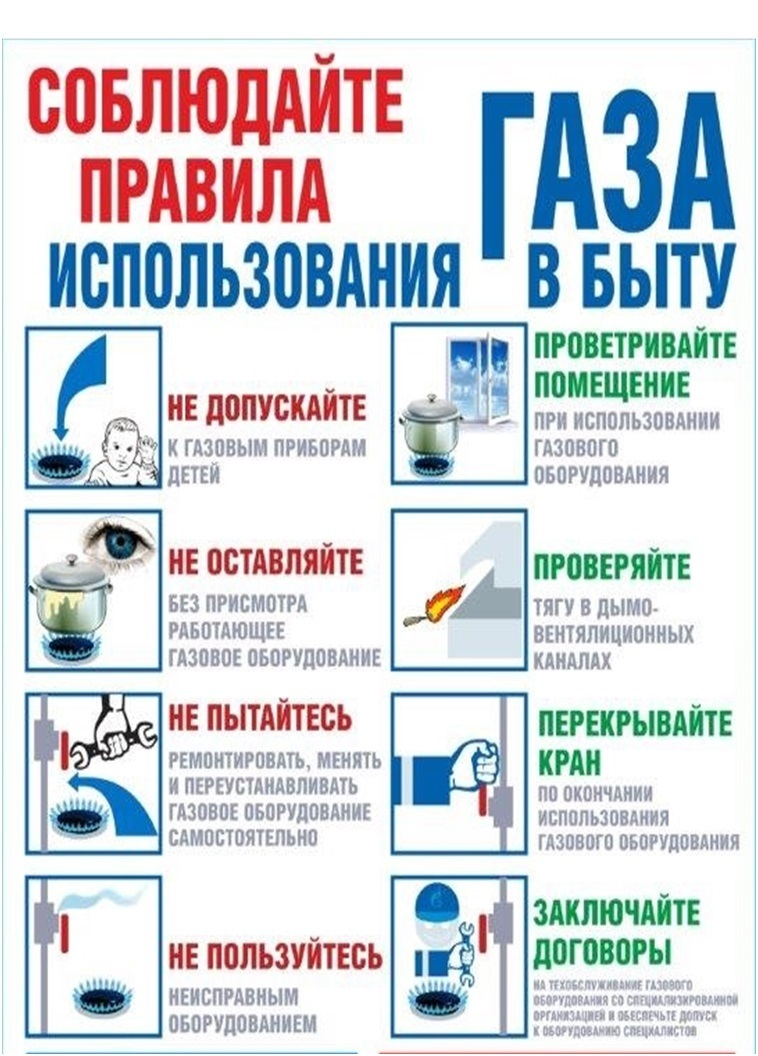 СОБЛЮДАЙТЕ
ПРАВИЛА
ИСПОЛЬЗОВАНИЯ
ГАЗА
В БЫТУ
НЕ ДОПУСКАЙТЕ
К ГАЗОВЫМ ПРИБОРАМ
ДЕТЕЙ
НЕ ОСТАВЛЯЙТЕ
БЕЗ ПРИСМОТРА
РАБОТАЮЩЕЕ
ГАЗОВОЕ ОБОРУДОВАНИЕ
НЕ ПЫТАЙТЕСЬ
РЕМОНТИРОВАТЬ, МЕНЯТЬ
И ПЕРЕУСТАНАВЛИВАТЬ
ГАЗОВОЕ ОБОРУДОВАНИЕ
САМОСТОЯТЕЛЬНО
НЕ ПОЛЬЗУЙТЕСЬ
НЕИСПРАВНЫМ
ОБОРУДОВАНИЕМ
ПРОВЕТРИВАЙТЕ
ПОМЕЩЕНИЕ
ПРИ ИСПОЛЬЗОВАНИИ
ГАЗОВОГО
ОБОРУДОВАНИЯ
ПРОВЕРЯЙТЕ
ТЯГУ В ДЫМО-
ВЕНТЯЛИЦИОННЫХ
КАНАЛАХ
ПЕРЕКРЫВАЙТЕ
КРАН
ПО ОКОНЧАНИИ
ИСПОЛЬЗОВАНИЯ
ГАЗОВОГО ОБОРУДОВАНИЯ
ЗАКЛЮЧАЙТЕ
ДОГОВОРЫ
НА ТЕХОБСЛУЖИВАНИЕ ГАЗОВОГО
ОБОРУДОВАНИЯ СО СПЕЦИАЛИЗИРОВАННОЙ
ОРГАНИЗАЦИЕЙ И ОБЕСПЕЧЬТЕ ДОПУСК
К ОБОРУДОВАНИЮ СПЕЦИАЛИСТОВ